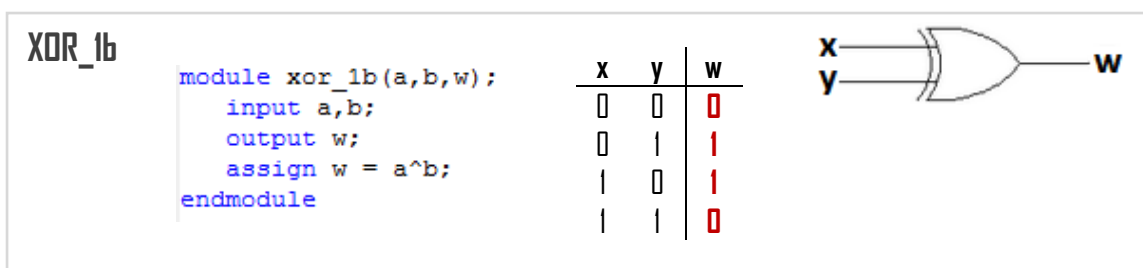 XOR_1b
module xor_1b(a,b,w);
input a,b;
output w;
assign w = a^b;
endmodule
x y w
0 0 0
0 1 1
1 0 1
1 1 0
x
y
w